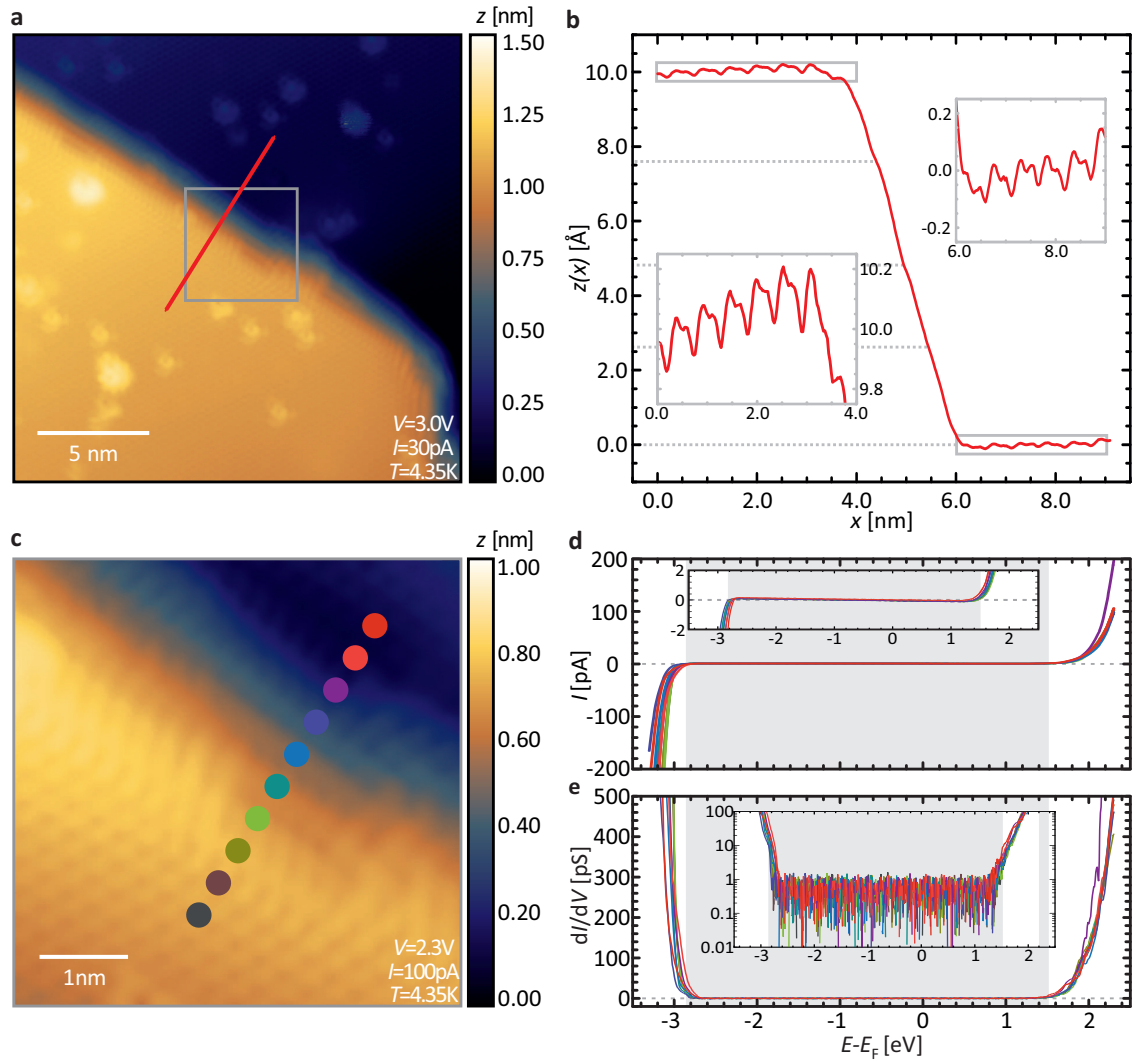 a
z [nm]
1.50
1.25
1.00
0.75
0.50
0.25
0.00
5 nm
V=3.0V
I=30pA
T=4.35K
b
10.0
8.0
6.0
4.0
2.0
0.0
z(x) [Å]
0.2
0.0
-0.2
6.0 8.0
10.2
10.0
9.8
0.0 2.0 4.0
0.0 2.0 4.0 6.0 8.0
x [nm]
c
z [nm]
1.00
0.80
0.60
0.40
0.20
0.00
1nm
V=2.3V
I=100pA
T=4.35K
d
200
100
0
-100
-200
I [pA]
2
0
-2
-3 -2 -1 0 1 2
e
500
400
300
200
100
0
dI/dV [pS]
100
10
1
0.1
0.01
-3 -2 -1 0 1 2
-3 -2 -1 0 1 2
E-EF [eV]